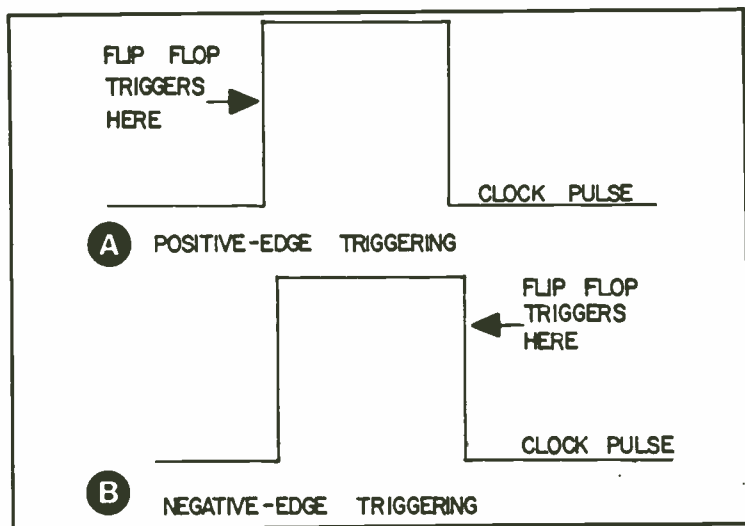 FLIP FLOP
TRIGGERS
HERE
CLOCK PULSE
A POSITIVE-EDGE TRIGGERING
FLIP FLOP
TRIGGERS
HERE
CLOCK PULSE
B NEGATIVE-EDGE TRIGGERING